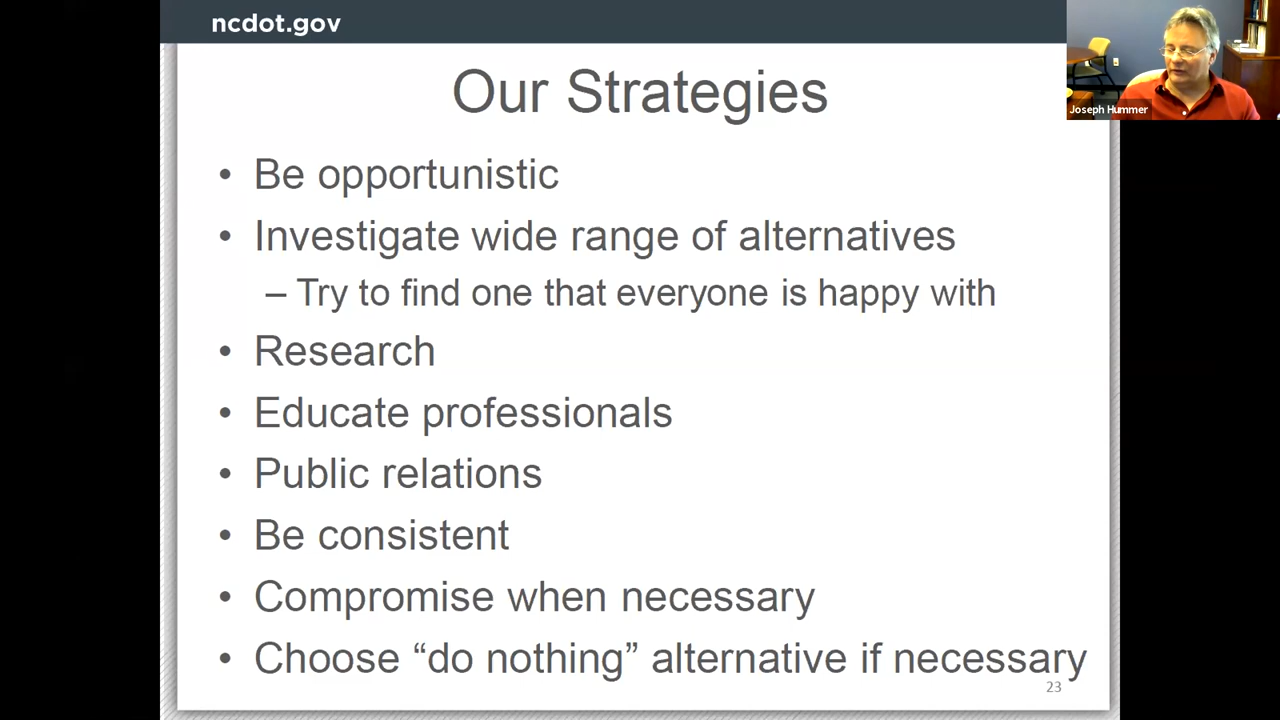 ncdot.gov
Joseph Hummer
Our Strategies
• Be opportunistic
• Investigate wide range of alternatives
– Try to find one that everyone is happy with
• Research
• Educate professionals
• Public relations
• Be consistent
• Compromise when necessary
• Choose “do nothing” alternative if necessary
23